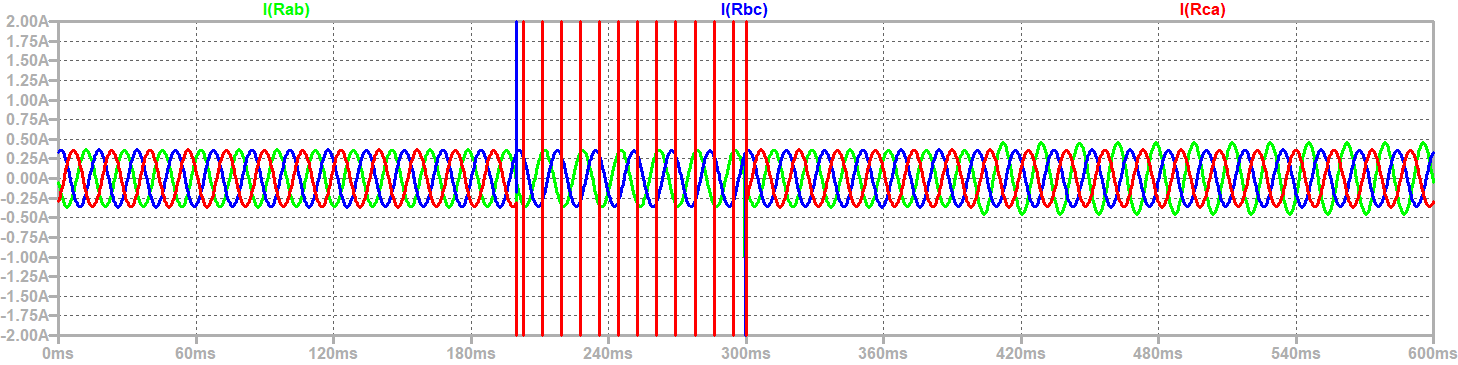 I(Rab) I(Rbc) I(Rca)
2.00A
1.75A
1.50A
1.25A
1.00A
0.75A
0.50A
0.25A
0.00A
-0.25A
-0.50A
-0.75A
-1.00A
-1.25A
-1.50A
-1.75A
-2.00A
0ms 60ms 120ms 180ms 240ms 300ms 360ms 420ms 480ms 540ms 600ms